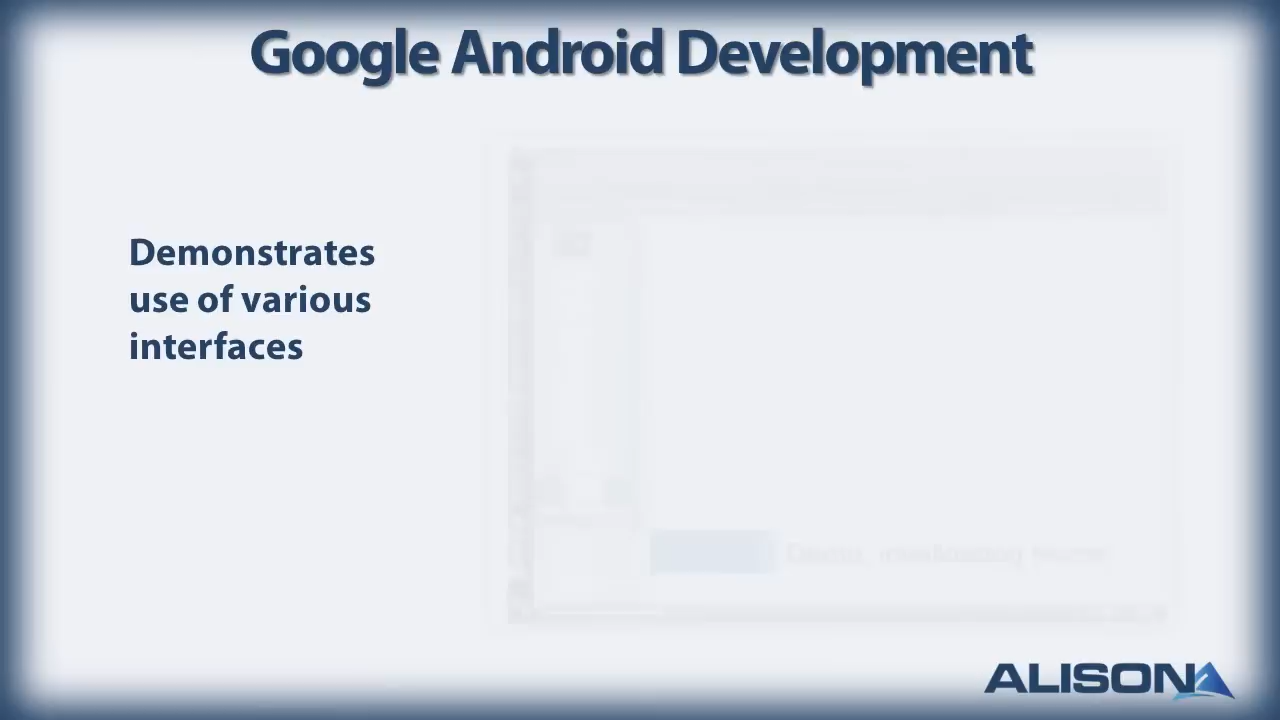 Google Android Development
Demonstrates
use of various
interfaces
ALISON